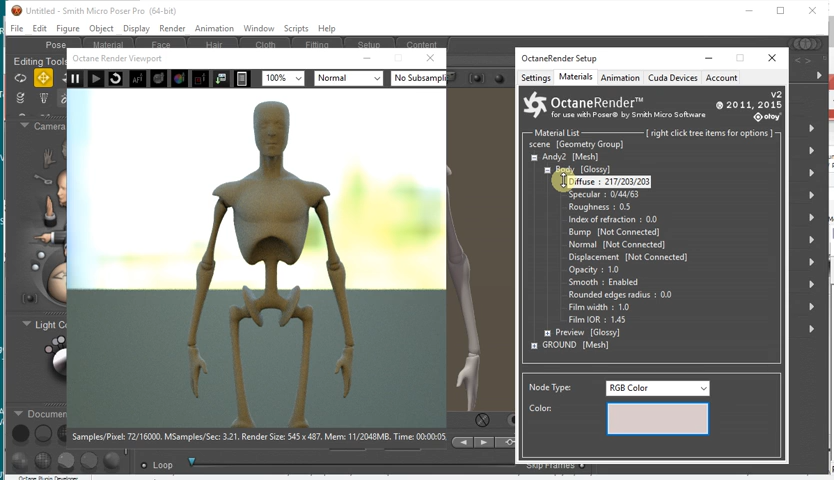 Untitled - Smith Micro Poser Pro (64-bit)
File Edit Figure Object Display Render Animation Window Scripts Help
Pose Material Face Hair Cloth Fitting Setup Content
Editing Tools
Octane Render Viewport
100% Normal No Subsampli
Camera
Light Co
Documen
Samples/Pixel: 72/16000. MSamples/Sec: 3.21. Render Size: 545 x 487. Mem: 11/2048MB. Time: 00:00:05
Loop
Skip Frames
Octane Plugin Developer
OctaneRender Setup
Settings Materials Animation Cuda Devices Account
OctaneRender™
for use with Poser® by Smith Micro Software
v2
© 2011, 2015
otoy
Material List [ right click tree items for options ]
scene [Geometry Group]
Andy2 [Mesh]
Body [Glossy]
Diffuse : 217/203/203
Specular : 0/44/63
Roughness : 0.5
Index of refraction : 0.0
Bump [Not Connected]
Normal [Not Connected]
Displacement [Not Connected]
Opacity : 1.0
Smooth : Enabled
Rounded edges radius : 0.0
Film width : 1.0
Film IOR : 1.45
Preview [Glossy]
GROUND [Mesh]
Node Type: RGB Color
Color: